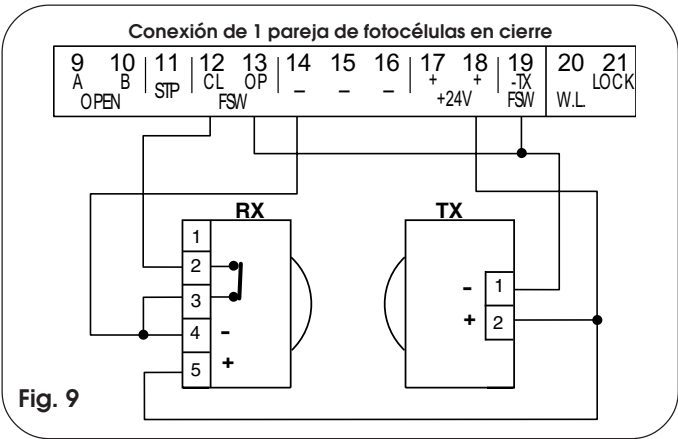 Conexión de 1 pareja de fotocélulas en cierre
9 10 11 12 13 14 15 16 17 18 19 20 21
A B STP CL OP - - - + + -TX W.L. LOCK
OPEN FSW +24V FSW
RX TX
1
2
3
4 -
5 +
- 1
+ 2
Fig. 9